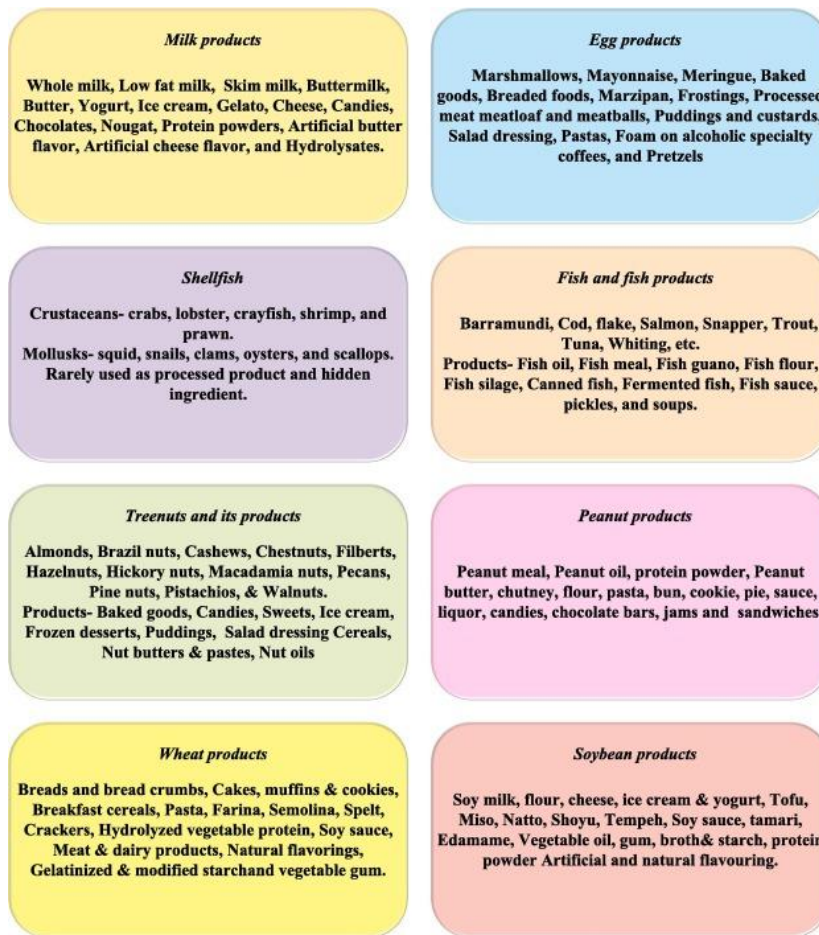 Milk products
Whole milk, Low fat milk, Skim milk, Buttermilk,
Butter, Yogurt, Ice cream, Gelato, Cheese, Candies,
Chocolates, Nougat, Protein powders, Artificial butter
flavor, Artificial cheese flavor, and Hydrolysates.
Egg products
Marshmallows, Mayonnaise, Meringue, Baked
goods, Breaded foods, Marzipan, Frostings, Processed
meat meatloaf and meatballs, Puddings and custards,
Salad dressing, Pastas, Foam on alcoholic specialty
coffees, and Pretzels
Shellfish
Crustaceans- crabs, lobster, crayfish, shrimp, and
prawn.
Mollusks- squid, snails, clams, oysters, and scallops.
Rarely used as processed product and hidden
ingredient.
Fish and fish products
Barramundi, Cod, flake, Salmon, Snapper, Trout,
Tuna, Whiting, etc.
Products- Fish oil, Fish meal, Fish guano, Fish flour,
Fish silage, Canned fish, Fermented fish, Fish sauce,
pickles, and soups.
Treenuts and its products
Almonds, Brazil nuts, Cashews, Chestnuts, Filberts,
Hazelnuts, Hickory nuts, Macadamia nuts, Pecans,
Pine nuts, Pistachios, & Walnuts.
Products- Baked goods, Candies, Sweets, Ice cream,
Frozen desserts, Puddings, Salad dressing Cereals,
Nut butters & pastes, Nut oils
Peanut products
Peanut meal, Peanut oil, protein powder, Peanut
butter, chutney, flour, pasta, bun, cookie, pie, sauce,
liquor, candies, chocolate bars, jams and sandwiches
Wheat products
Breads and bread crumbs, Cakes, muffins & cookies,
Breakfast cereals, Pasta, Farina, Semolina, Spelt,
Crackers, Hydrolyzed vegetable protein, Soy sauce,
Meat & dairy products, Natural flavorings,
Gelatinized & modified starchand vegetable gum.
Soybean products
Soy milk, flour, cheese, ice cream & yogurt, Tofu,
Miso, Natto, Shoyu, Tempeh, Soy sauce, tamari,
Edamame, Vegetable oil, gum, broth& starch, protein
powder Artificial and natural flavouring.